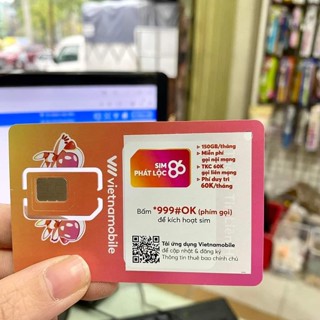 vietnamobile
SIM
PHÁT LỘC 86
150GB/tháng
Miễn phí
gọi nội mạng
TKC 60K
gọi liên mạng
Phí duy trì
60K/tháng
Bấm *999#OK (phím gọi)
để kích hoạt sim
Tải ứng dụng Vietnamobile
để cập nhật & đăng ký
Thông tin thuê bao chính chủ